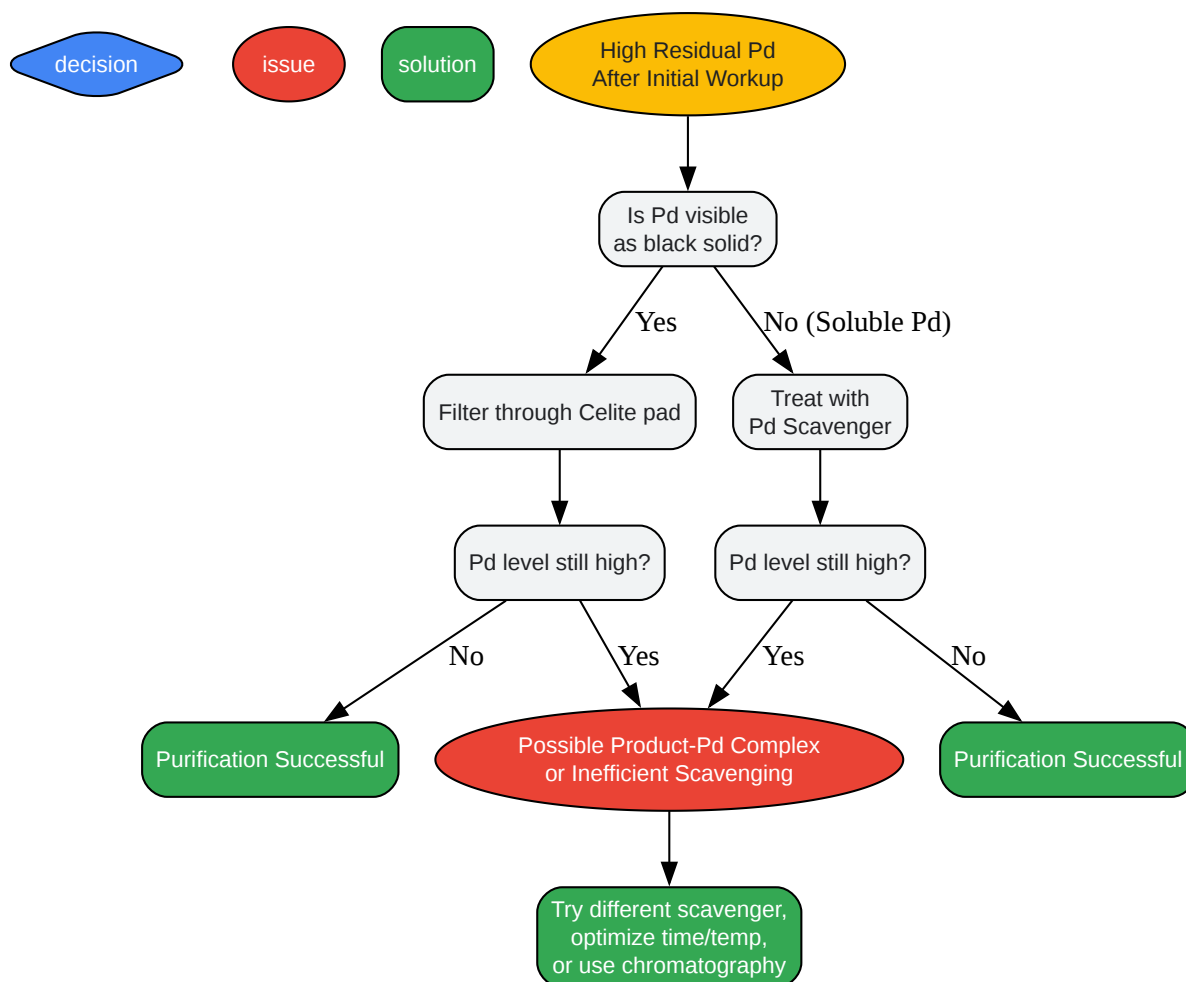 decision
issue
solution
High Residual Pd
After Initial Workup
Is Pd visible
as black solid?
Yes
No (Soluble Pd)
Filter through Celite pad
Treat with
Pd Scavenger
Pd level still high?
Pd level still high?
No
Yes
Yes
No
Purification Successful
Possible Product-Pd Complex
or Inefficient Scavenging
Purification Successful
Try different scavenger,
optimize time/temp,
or use chromatography